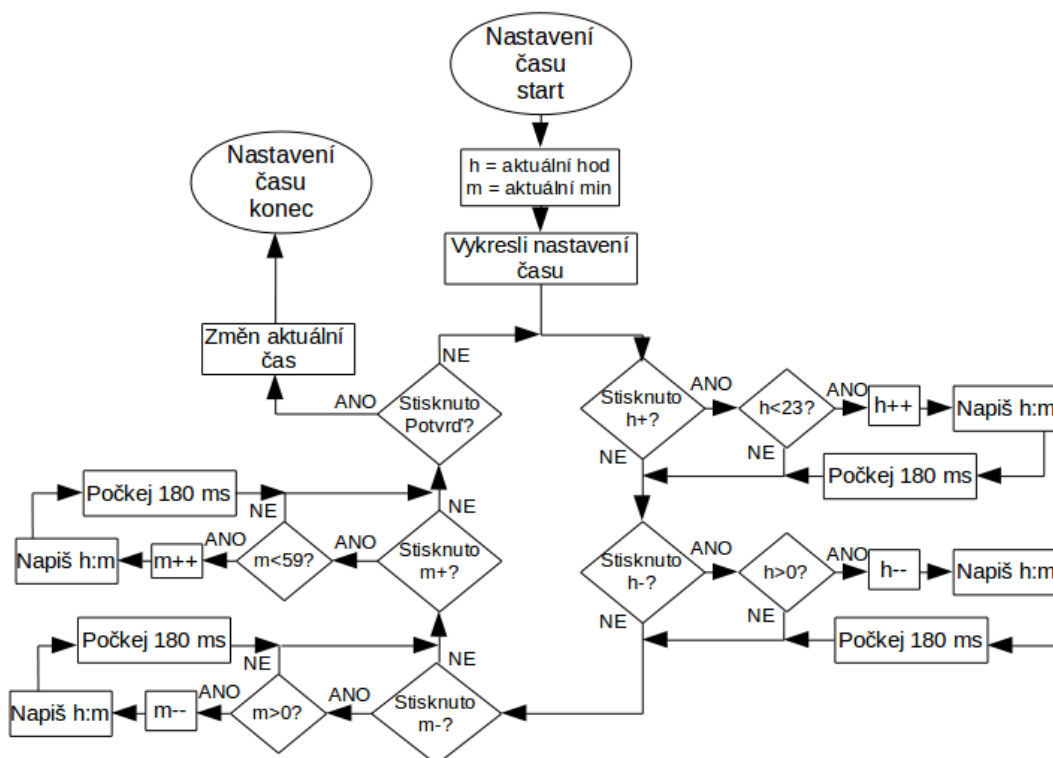 Nastavení
času
start
h = aktuální hod
m = aktuální min
Vykresli nastavení
času
Nastavení
času
konec
Změn aktuální
čas
ANO
NE
Stisknuto
Potvrď?
Stisknuto
h+?
ANO
NE
h<23?
ANO
NE
h++
Napiš h:m
Počkej 180 ms
Stisknuto
h-?
ANO
NE
h>0?
ANO
NE
h--
Napiš h:m
Počkej 180 ms
Stisknuto
m-?
ANO
NE
m>0?
ANO
NE
m--
Napiš h:m
Počkej 180 ms
Stisknuto
m+?
ANO
NE
m<59?
ANO
NE
m++
Napiš h:m
Počkej 180 ms